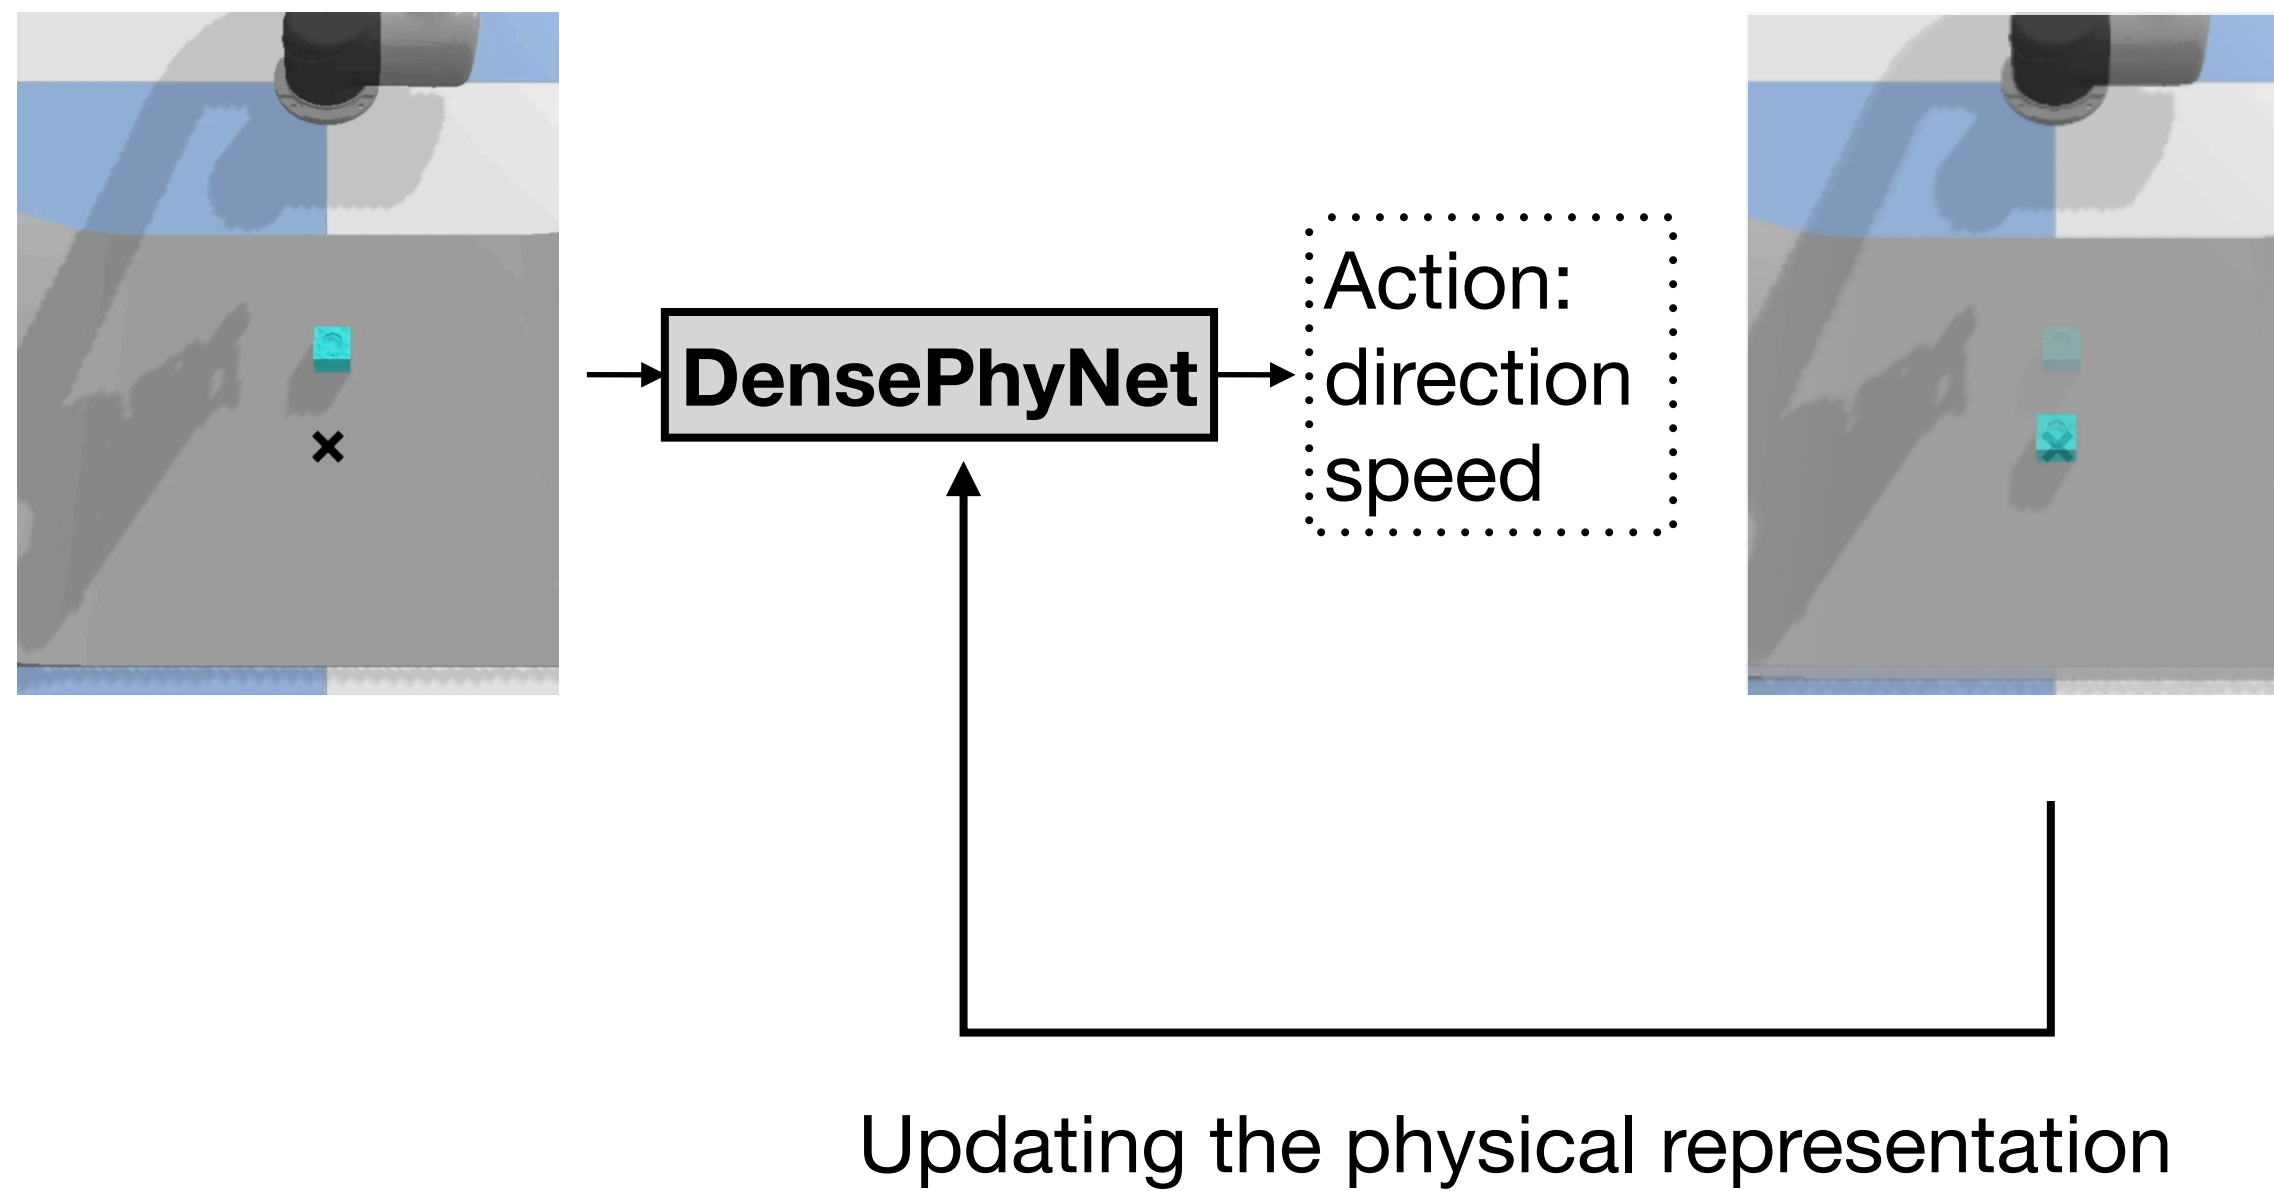 DensePhyNet
Action:
direction
speed
Updating the physical representation